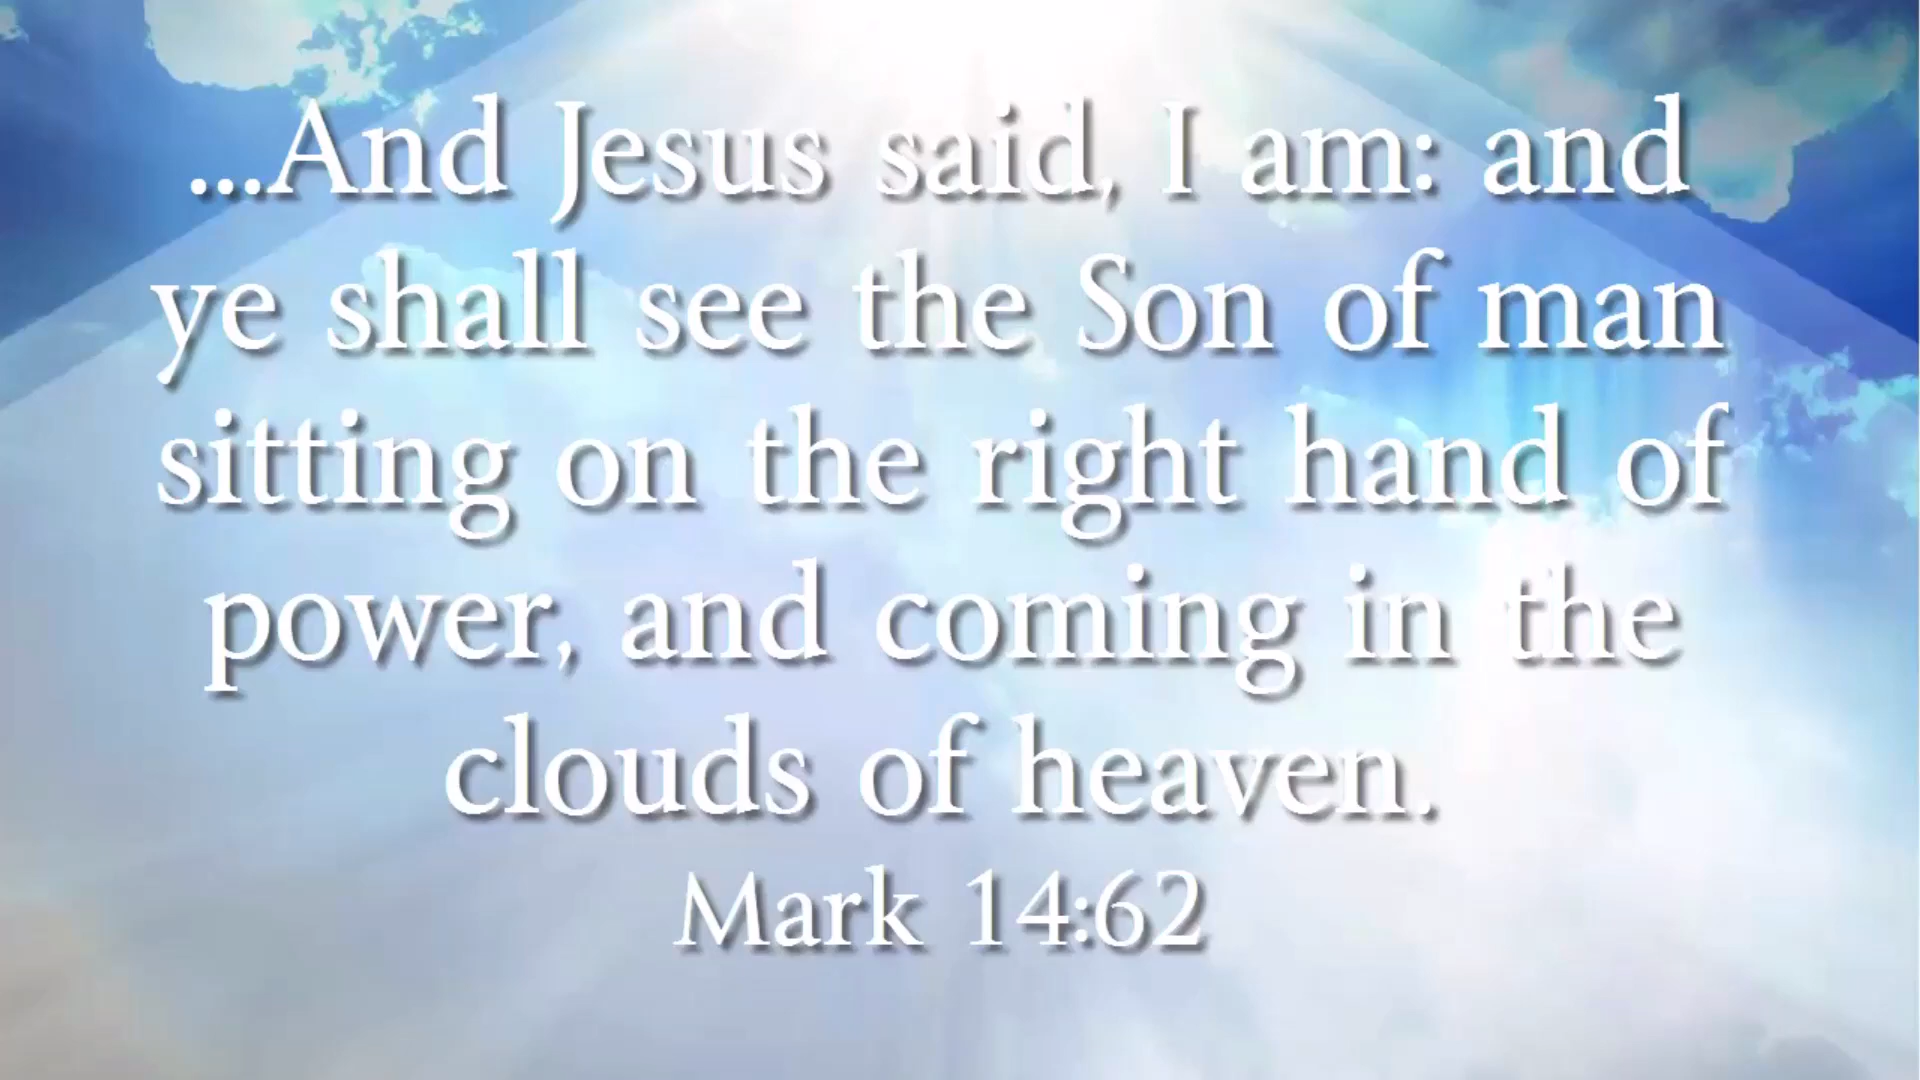 ...And Jesus said, I am: and
ye shall see the Son of man
sitting on the right hand of
power, and coming in the
clouds of heaven.
Mark 14:62